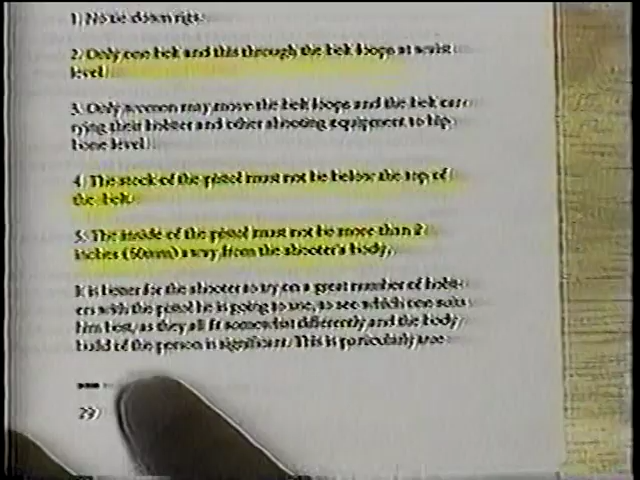 1. No tie down rigs.
2. Only one belt and this through the belt loops at waist
level.
3. Only women may move the belt loops and the belt car-
rying their holster and other shooting equipment to hip
bone level.
4. The stock of the pistol must not be below the top of
the belt.
5. The inside of the pistol must not be more than 2
inches (50mm) away from the shooter's body.
It is better for the shooter to try on a great number of holst-
ers with the pistol he is going to use, to see which one suits
him best, as they all fit somewhat differently and the body
build of the person is significant. This is particularly true